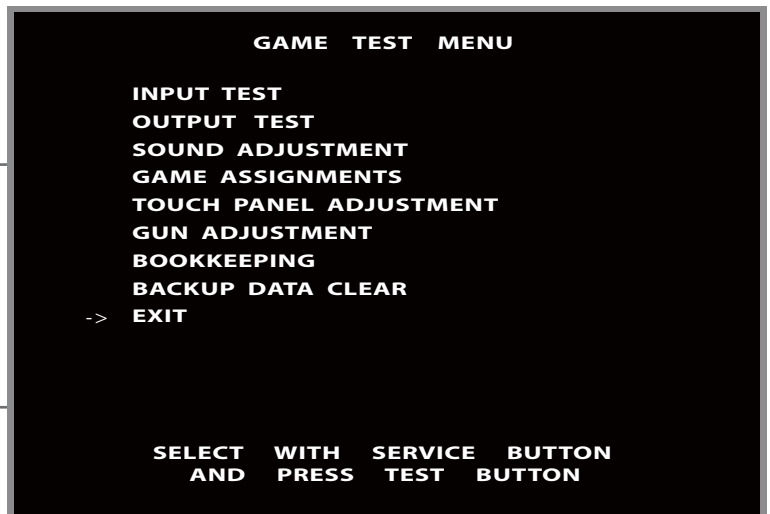 GAME TEST MENU
INPUT TEST
OUTPUT TEST
SOUND ADJUSTMENT
GAME ASSIGNMENTS
TOUCH PANEL ADJUSTMENT
GUN ADJUSTMENT
BOOKKEEPING
BACKUP DATA CLEAR
-> EXIT
SELECT WITH SERVICE BUTTON
AND PRESS TEST BUTTON